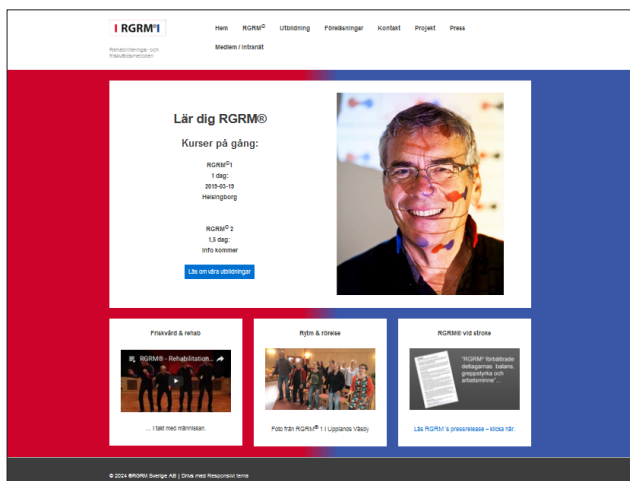 RGRM®
Rehabiliterings- och
friskvårdsmetoden
Hem RGRM© Utbildning Föreläsningar Kontakt Projekt Press
Medlem / Intranät
Lär dig RGRM®
Kurser på gång:
RGRM©1
1 dag:
2019-03-19
Helsingborg
RGRM© 2
1,5 dag:
Info kommer
Läs om våra utbildningar
Friskvård & rehab
RGRM® - Rehabilitation...
... i takt med människan.
Rytm & rörelse
Foto från RGRM® 1 i Upplands Väsby
RGRM® vid stroke
"RGRM® förbättrade
deltagarnas balans,
greppstyrka och
arbetsminne"...
Läs RGRM´s pressrelease – klicka här.
© 2024 ®RGRM Sverige AB | Drivs med Responsivt tema